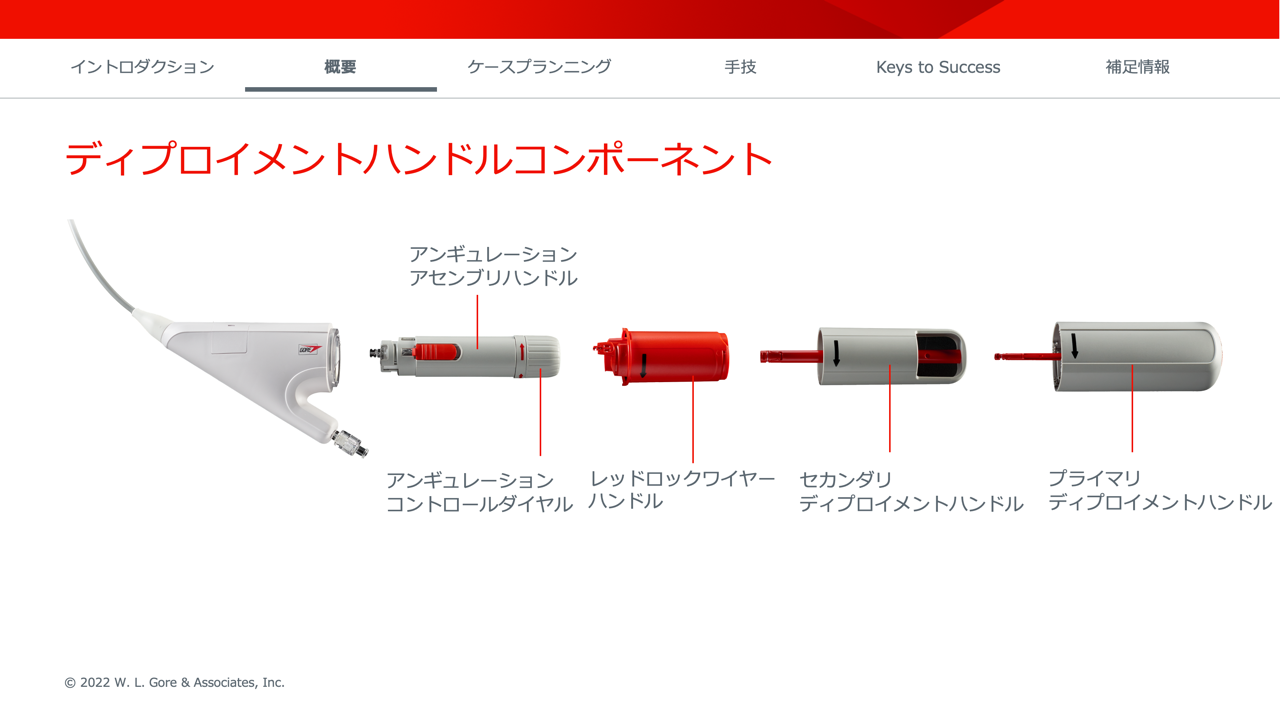 イントロダクション
概要
ケースプランニング
手技
Keys to Success
補足情報
ディプロイメントハンドルコンポーネント
アンギュレーション
アセンブリハンドル
GORE
アンギュレーション
コントロールダイヤル
レッドロックワイヤー
ハンドル
セカンダリ
ディプロイメントハンドル
プライマリ
ディプロイメントハンドル
© 2022 W. L. Gore & Associates, Inc.